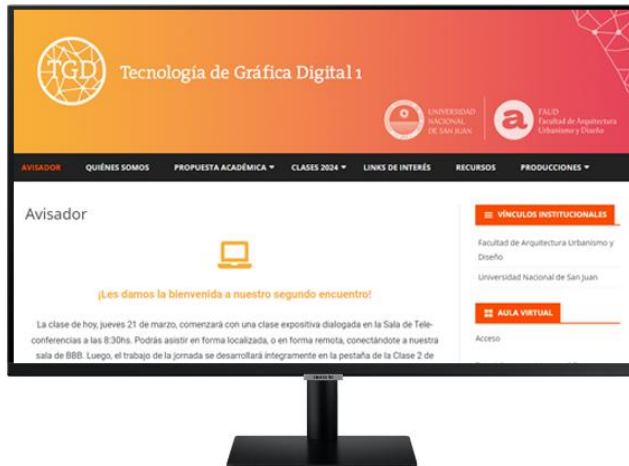 TGD
Tecnología de Gráfica Digital 1
UNIVERSIDAD
NACIONAL
DE SAN JUAN
a
FAUD
Facultad de Arquitectura
Urbanismo y Diseño
AVISADOR QUIÉNES SOMOS PROPUESTA ACADÉMICA CLASES 2024 LINKS DE INTERÉS RECURSOS PRODUCCIONES
Avisador
¡Les damos la bienvenida a nuestro segundo encuentro!
La clase de hoy, jueves 21 de marzo, comenzará con una clase expositiva dialogada en la Sala de Tele-
conferencias a las 8:30hs. Podrás asistir en forma localizada, o en forma remota, conectándote a nuestra
sala de BBB. Luego, el trabajo de la jornada se desarrollará íntegramente en la pestaña de la Clase 2 de
VÍNCULOS INSTITUCIONALES
Facultad de Arquitectura Urbanismo y
Diseño
Universidad Nacional de San Juan
AULA VIRTUAL
Acceso